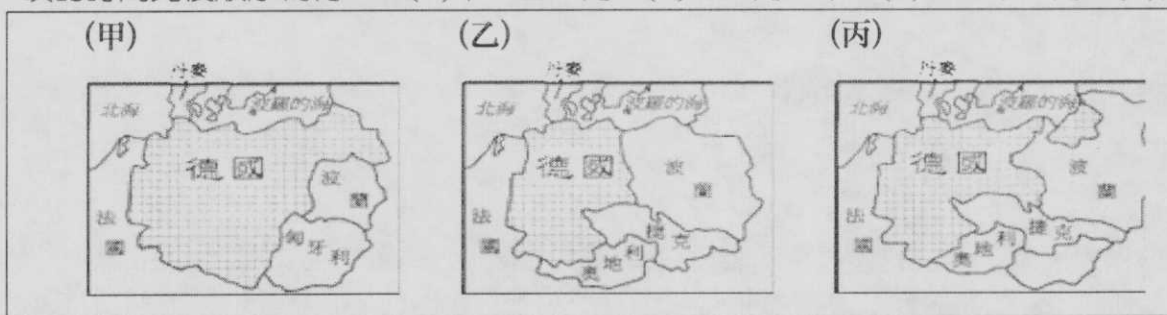 (甲) (乙) (丙)
丹麥 丹麥 丹麥
北海 波羅的海 北海 波羅的海 北海 波羅的海
德國 波蘭 德國 波蘭 德國 波蘭
法國 匈牙利 法國 捷克 法國 捷克
奧地利 奧地利